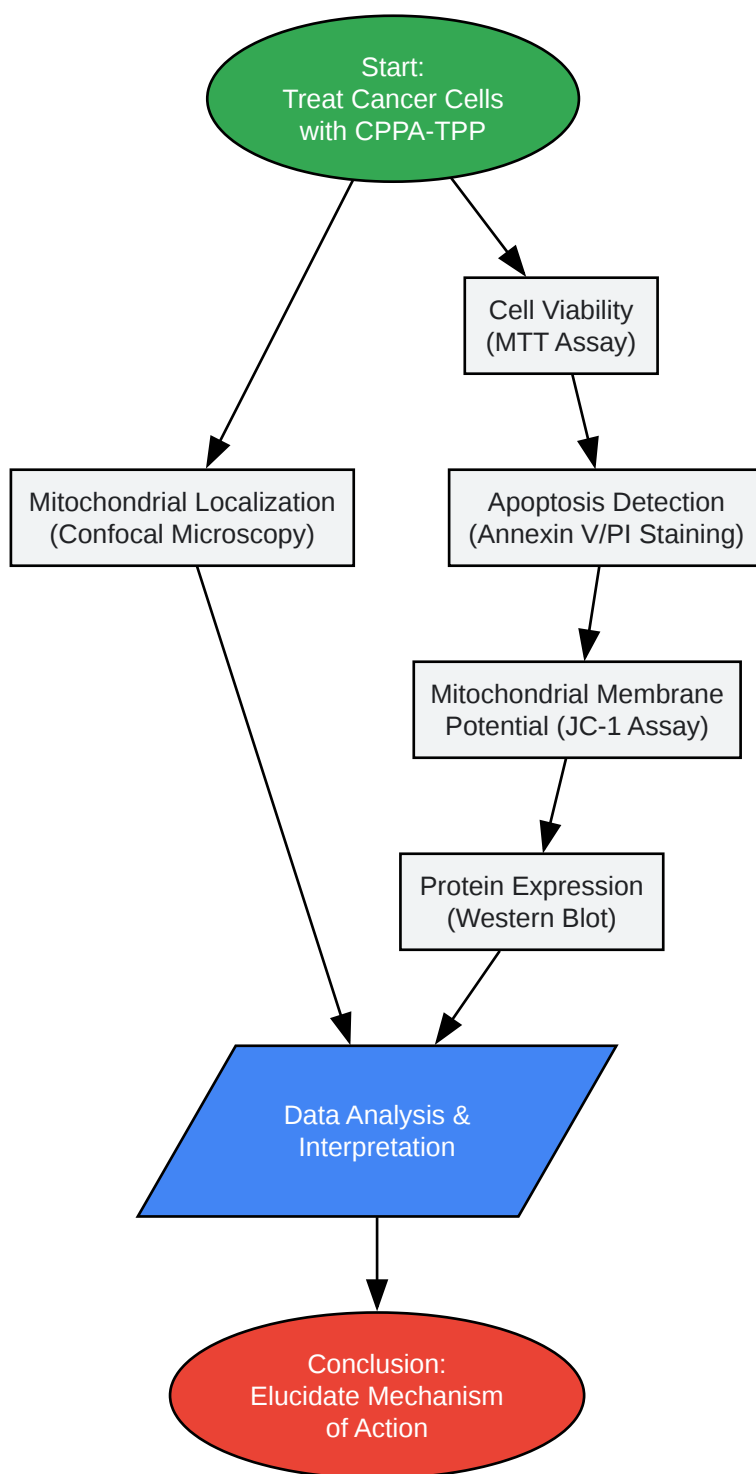 Start:
Treat Cancer Cells
with CPPA-TPP
Cell Viability
(MTT Assay)
Mitochondrial Localization
(Confocal Microscopy)
Apoptosis Detection
(Annexin V/PI Staining)
Mitochondrial Membrane
Potential (JC-1 Assay)
Protein Expression
(Western Blot)
Data Analysis &
Interpretation
Conclusion:
Elucidate Mechanism
of Action